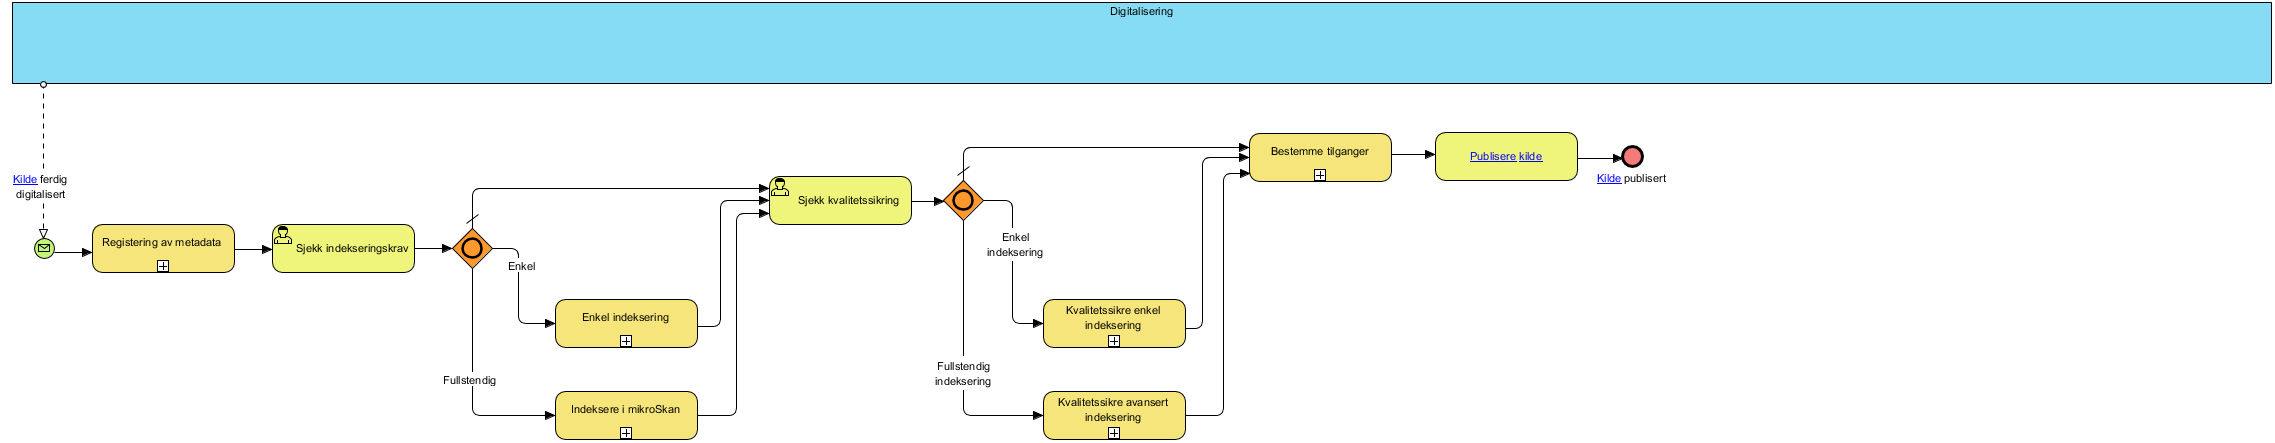 Digitalisering
Kilde ferdig
digitalisert
Registering av metadata
Sjekk indekseringskrav
Enkel
Fullstendig
Enkel indeksering
Indeksere i mikroSkan
Sjekk kvalitetssikring
Enkel
indeksering
Fullstendig
indeksering
Kvalitetssikre enkel
indeksering
Kvalitetssikre avansert
indeksering
Bestemme tilganger
Publisere kilde
Kilde publisert